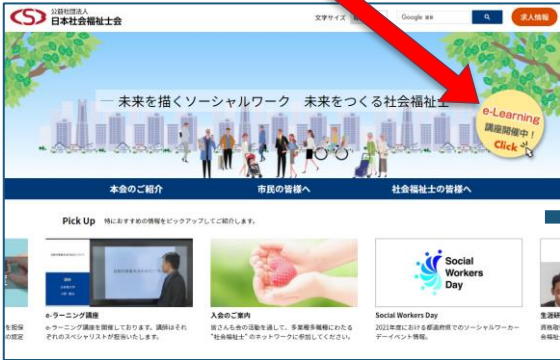 公益社団法人
日本社会福祉士会
文字サイズ
Google
求人情報
未来を描くソーシャルワーク　未来をつくる社会福祉士
e-Learning
講座開催中！
Click
本会のご紹介
市民の皆様へ
社会福祉士の皆様へ
Pick Up 特におすすめの情報をピックアップしてご紹介します。
e-ラーニング講座
e-ラーニング講座を開催しております。講師はそれ
ぞれのスペシャリストが担当いたします。
入会のご案内
皆さんも会の活動を通して、多業種多職種にわたる
"社会福祉士"のネットワークに参加してください。
Social
Workers
Day
Social Workers Day
2021年度における都道府県でのソーシャルワーカー
デーイベント情報。